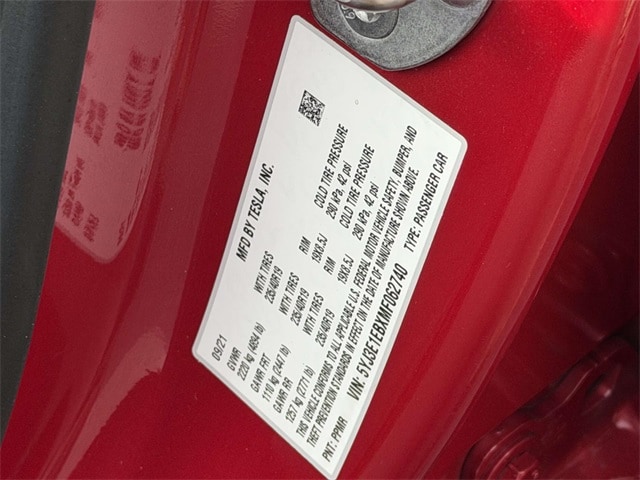 MFD BY TESLA, INC.
09/21
GVWR WITH TIRES RIM COLD TIRE PRESSURE
2220 kg (4894 lb) 235/40R19 19X8.5J 290 kPa, 42 psi
GAWR FRT WITH TIRES RIM COLD TIRE PRESSURE
1110 kg (2447 lb) 235/40R19 19X8.5J 290 kPa, 42 psi
GAWR RR
1257 kg (2771 lb) 235/40R19
THIS VEHICLE CONFORMS TO ALL APPLICABLE U.S. FEDERAL MOTOR VEHICLE SAFETY, BUMPER, AND
THEFT PREVENTION STANDARDS IN EFFECT ON THE DATE OF MANUFACTURE SHOWN ABOVE.
VIN: 5YJ3E1EBXMF062740 TYPE: PASSENGER CAR
PNT: PPMR